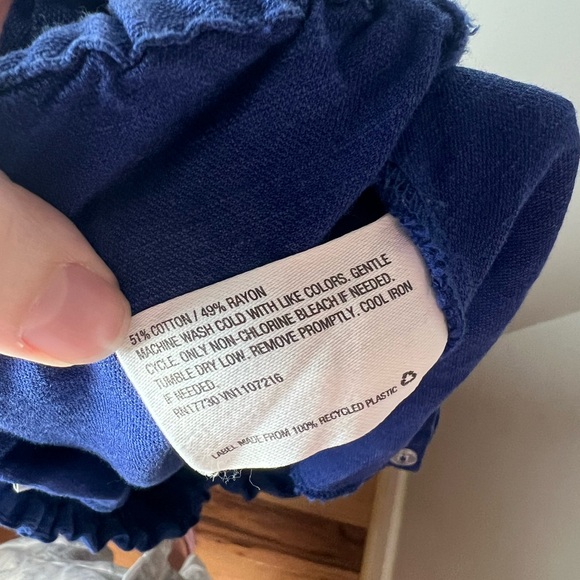 51% COTTON / 49% RAYON
MACHINE WASH COLD WITH LIKE COLORS. GENTLE
CYCLE. ONLY NON-CHLORINE BLEACH IF NEEDED.
TUMBLE DRY LOW. REMOVE PROMPTLY. COOL IRON
IF NEEDED.
RN17730 VN1107216
LABEL MADE FROM 100% RECYCLED PLASTIC